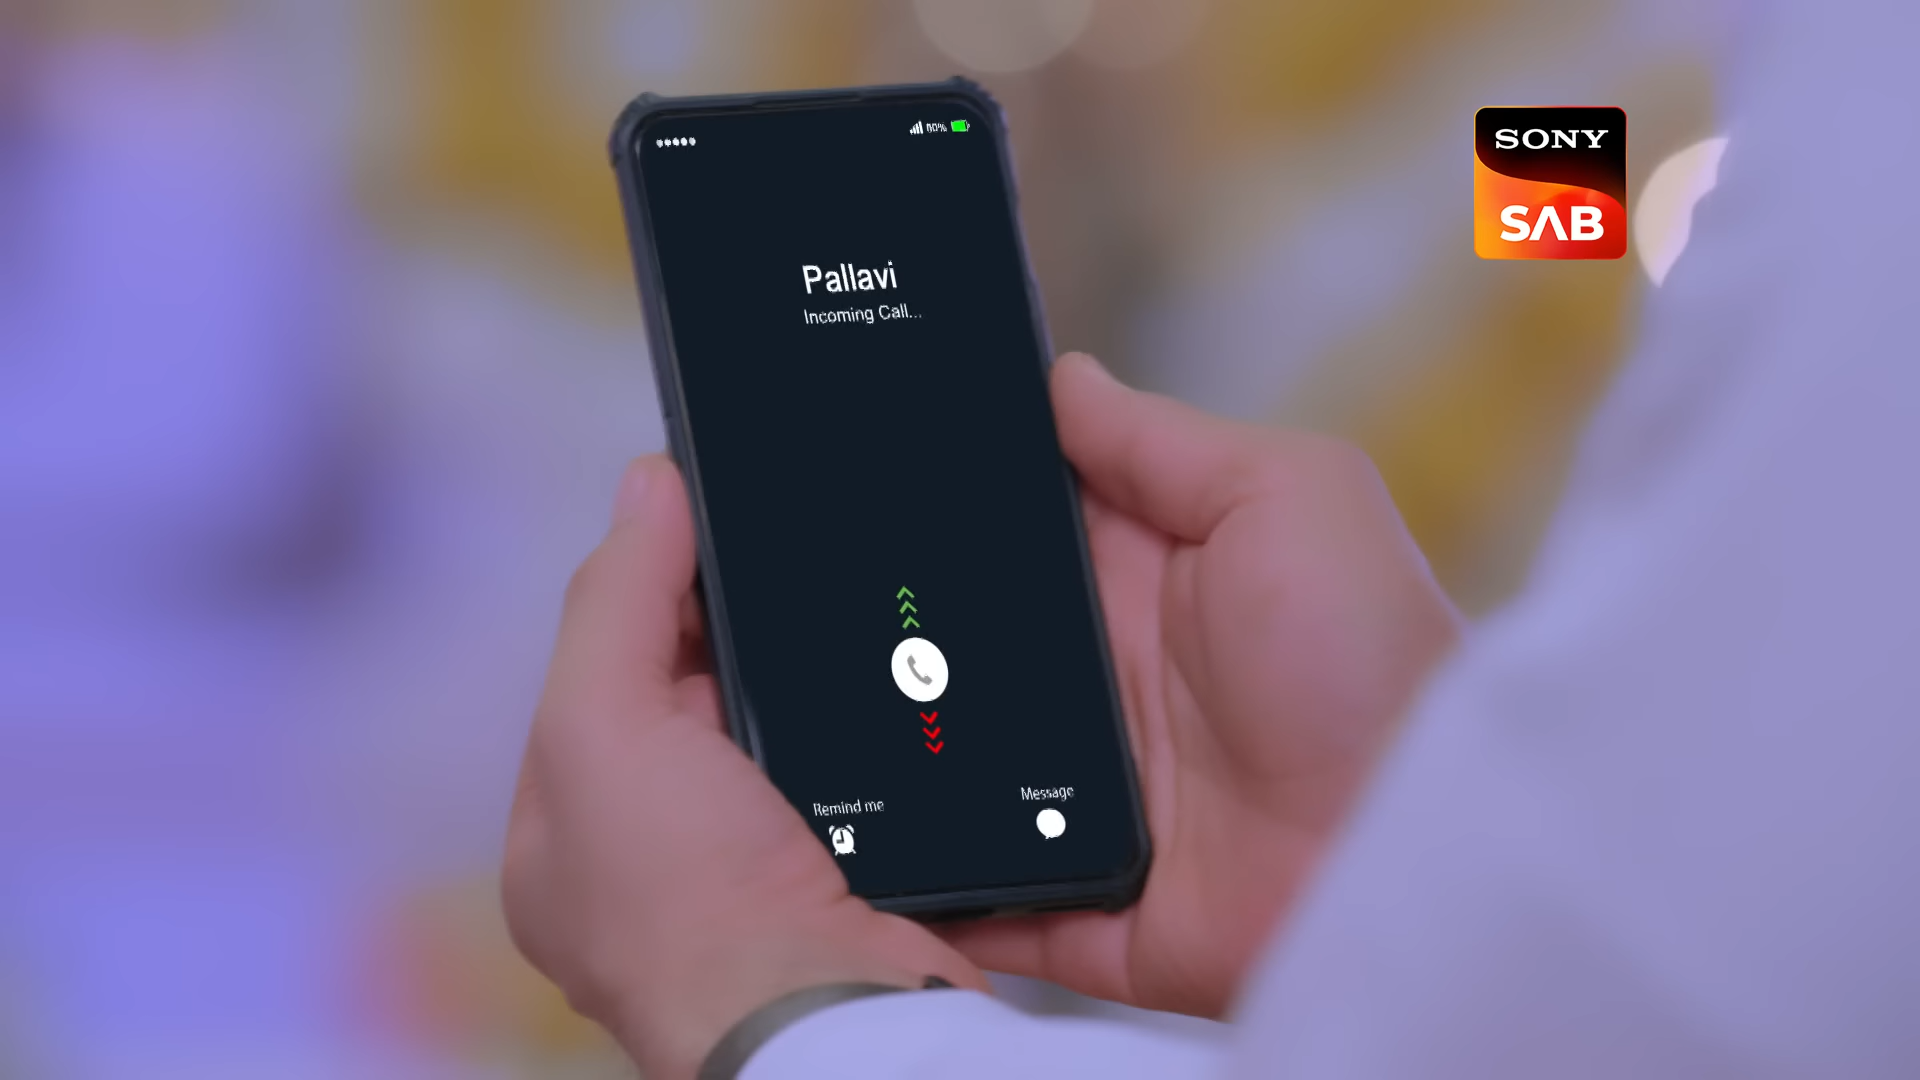 80%
Pallavi
Incoming Call...
Remind me
Message
SONY
SAB